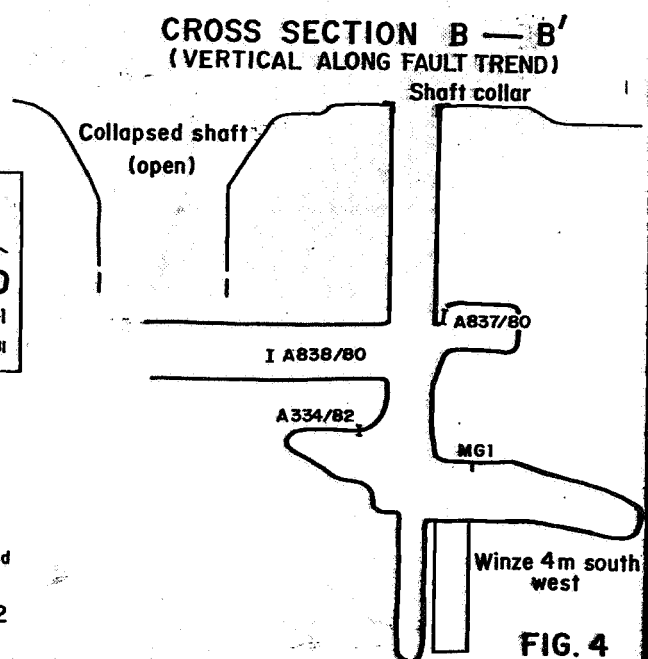 CROSS SECTION B — B'
(VERTICAL ALONG FAULT TREND)
Shaft collar
Collapsed shaft
(open)
I A837/80
I A838/80
A334/82
MG1
Winze 4m south
west
FIG. 4
d
2